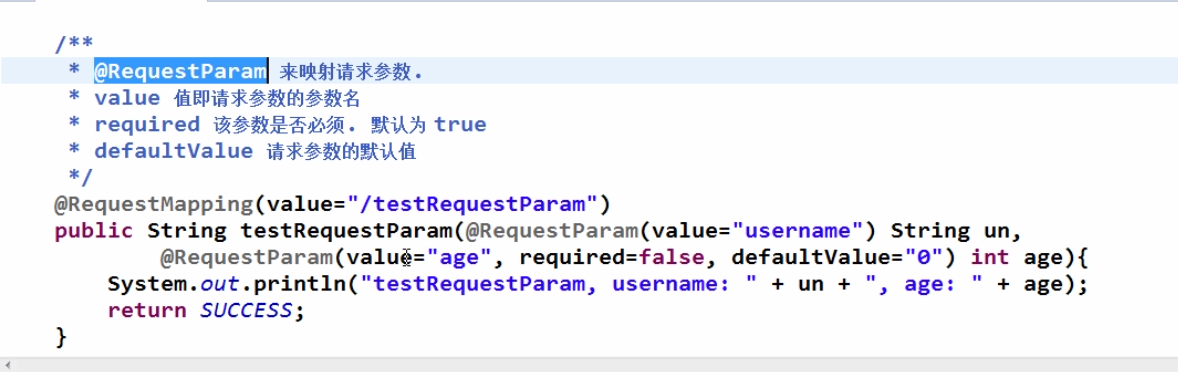 /**
 * @RequestParam 来映射请求参数.
 * value 值即请求参数的参数名
 * required 该参数是否必须. 默认为 true
 * defaultValue 请求参数的默认值
 */
@RequestMapping(value="/testRequestParam")
public String testRequestParam(@RequestParam(value="username") String un,
        @RequestParam(value="age", required=false, defaultValue="0") int age){
    System.out.println("testRequestParam, username: " + un + ", age: " + age);
    return SUCCESS;
}